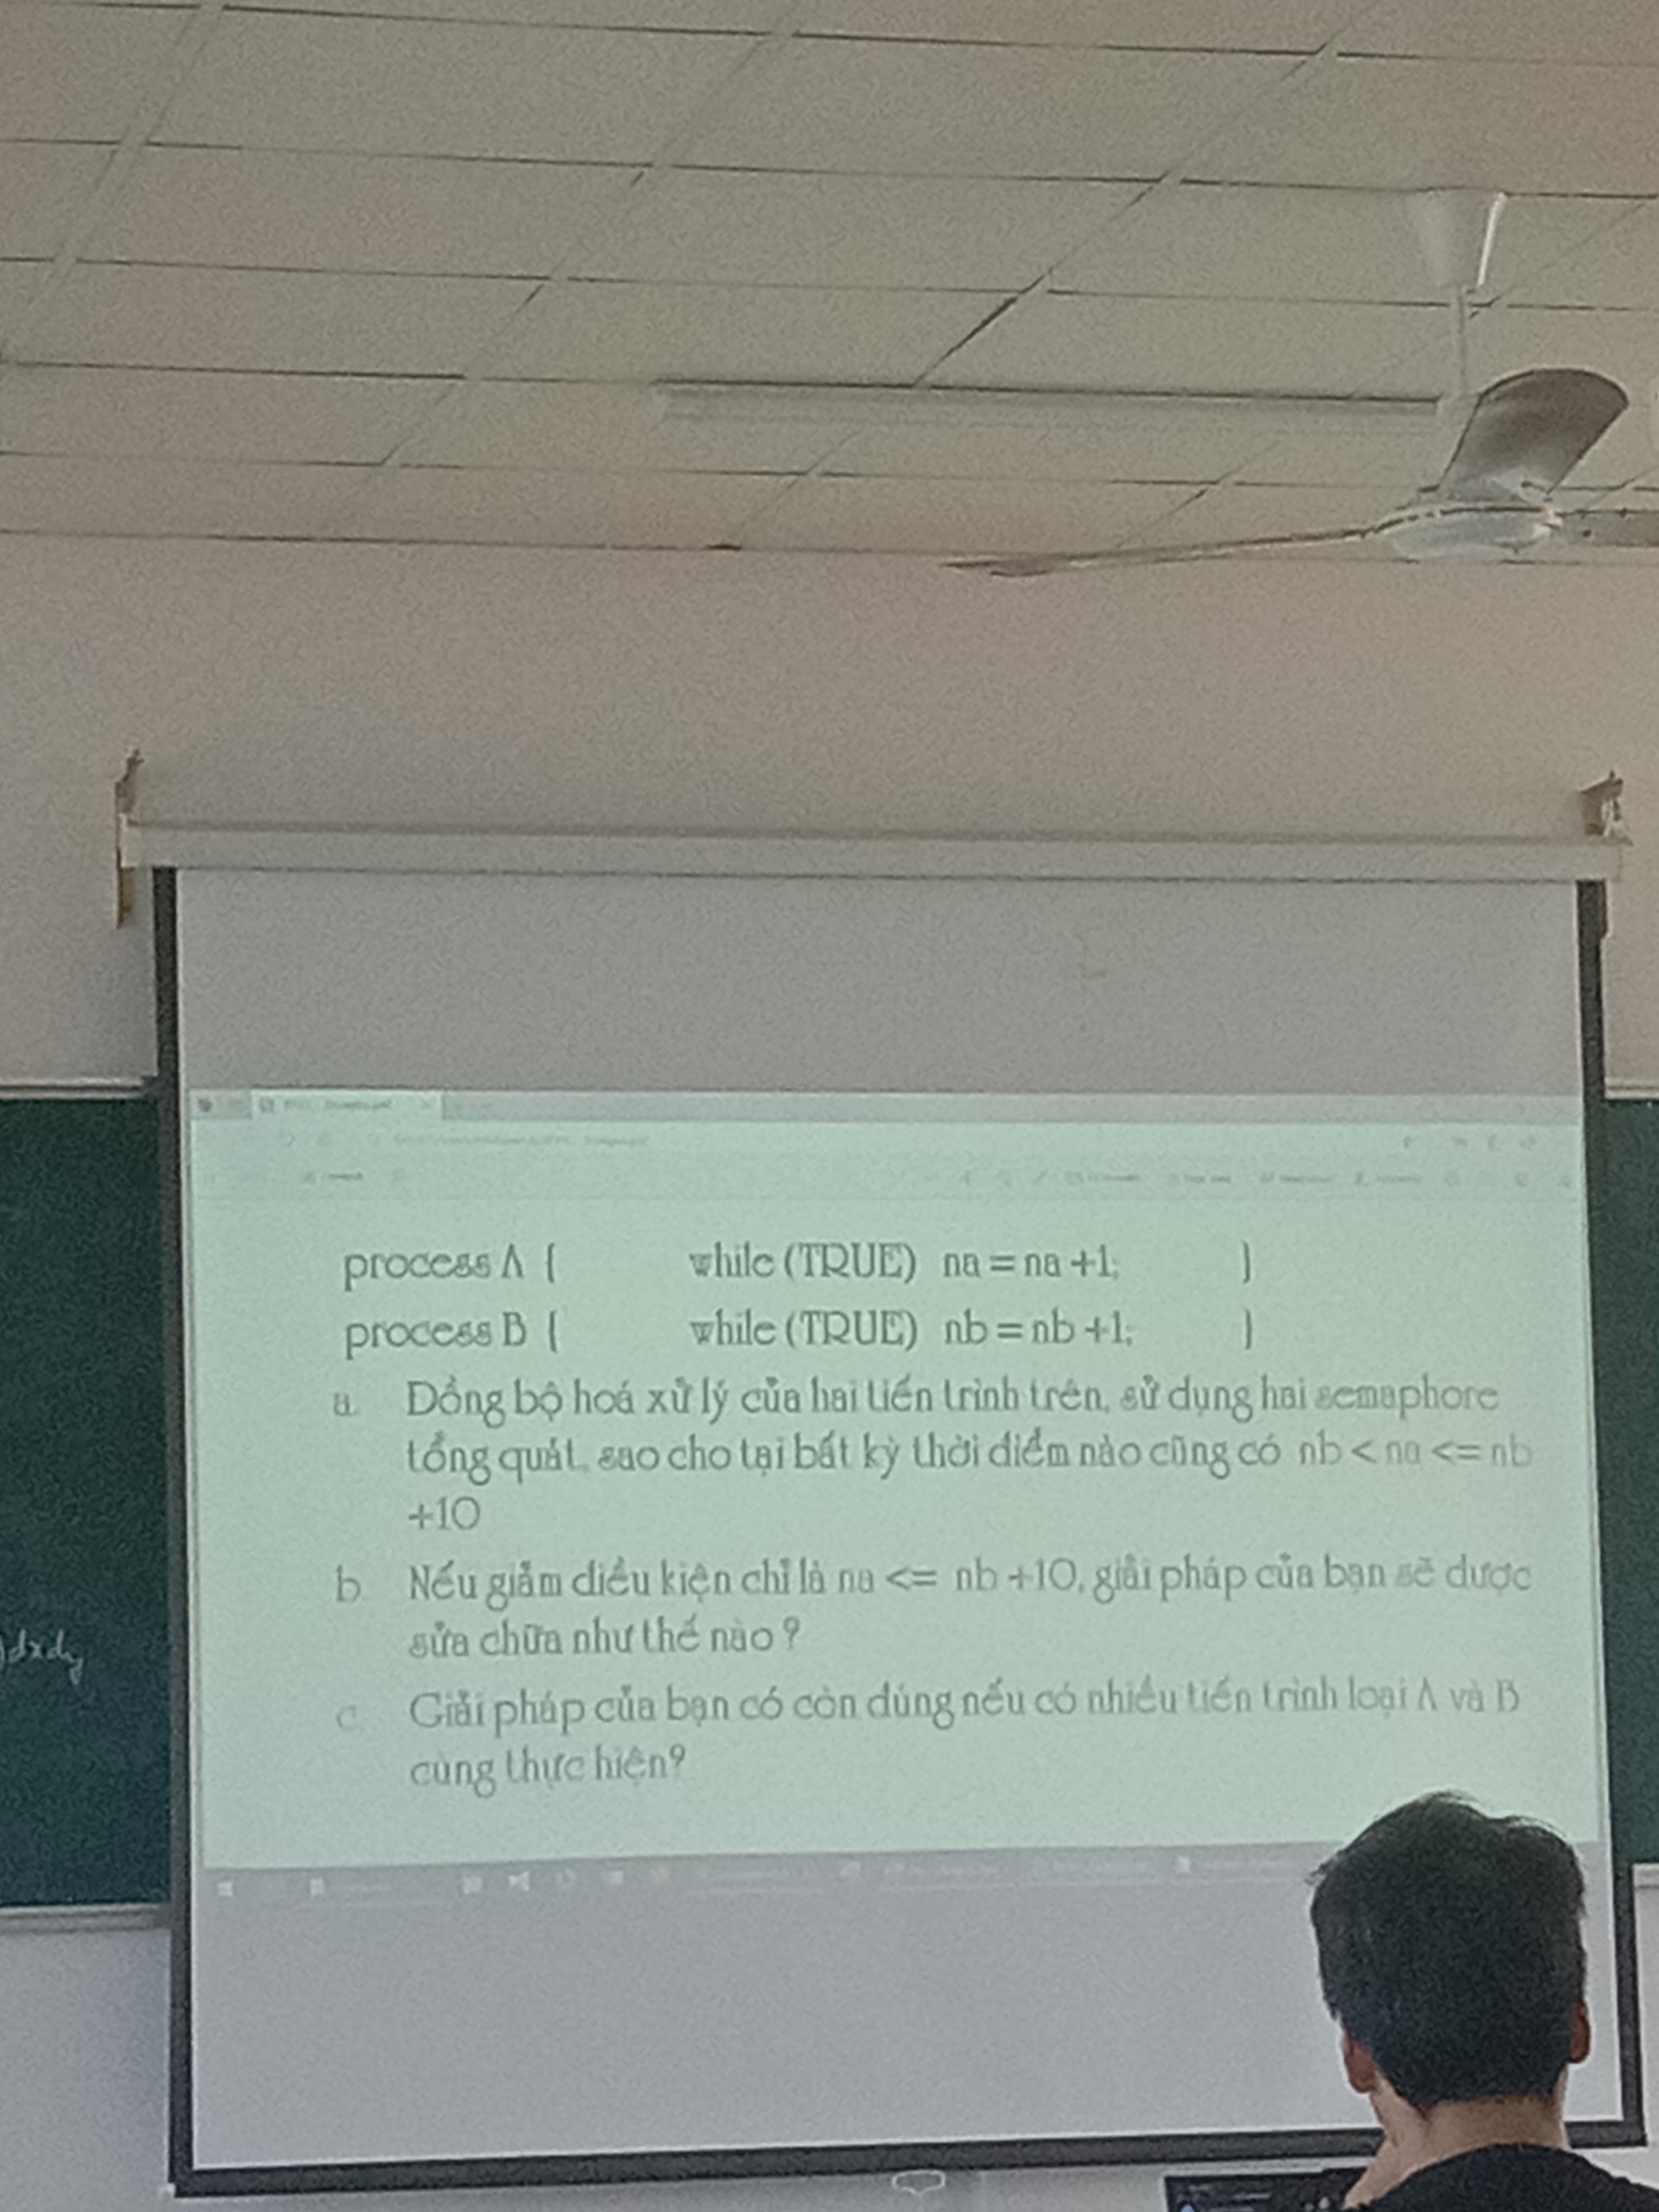 process A { while (TRUE) na = na +1; }
process B { while (TRUE) nb = nb +1; }
a. Đồng bộ hoá xử lý của hai tiến trình trên, sử dụng hai semaphore
tổng quát, sao cho tại bất kỳ thời điểm nào cũng có nb < na <= nb
+10
b. Nếu giảm điều kiện chỉ là na <= nb +10, giải pháp của bạn sẽ được
sửa chữa như thế nào ?
c. Giải pháp của bạn có còn đúng nếu có nhiều tiến trình loại A và B
cùng thực hiện?
)dxdy